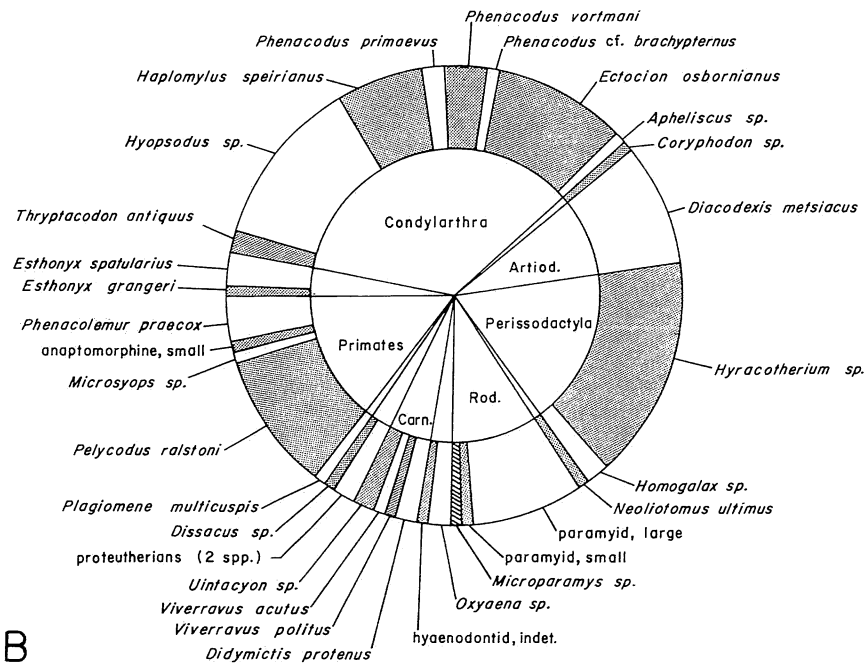 Phenacodus vortmani
Phenacodus primaevus
Phenacodus cf. brachypternus
Haplomylus speirianus
Ectocion osbornianus
Apheliscus sp.
Hyopsodus sp.
Coryphodon sp.
Diacodexis metsiacus
Thryptacodon antiquus
Condylarthra
Esthonyx spatularius
Artiod.
Esthonyx grangeri
Perissodactyla
Phenacolemur praecox
Primates
anaptomorphine, small
Hyracotherium sp.
Microsyops sp.
Rod.
Carn.
Pelycodus ralstoni
Homogalax sp.
Plagiomene multicuspis
Neoliotomus ultimus
Dissacus sp.
paramyid, large
proteutherians (2 spp.)
paramyid, small
Uintacyon sp.
Microparamys sp.
Viverravus acutus
Oxyaena sp.
Viverravus politus
hyaenodontid, indet.
Didymictis protenus
B